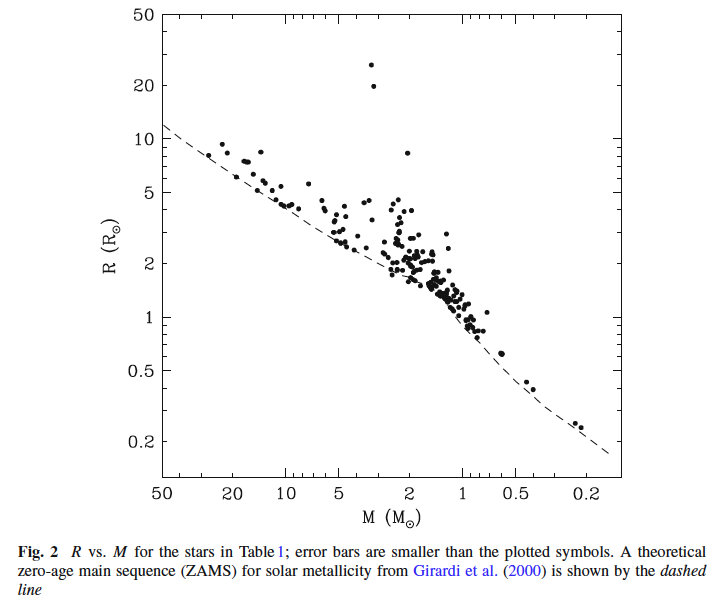 50
20
10
5
2
1
0.5
0.2
R (R⊙)
50 20 10 5 2 1 0.5 0.2
M (M⊙)
Fig. 2 R vs. M for the stars in Table 1; error bars are smaller than the plotted symbols. A theoretical
zero-age main sequence (ZAMS) for solar metallicity from Girardi et al. (2000) is shown by the dashed
line